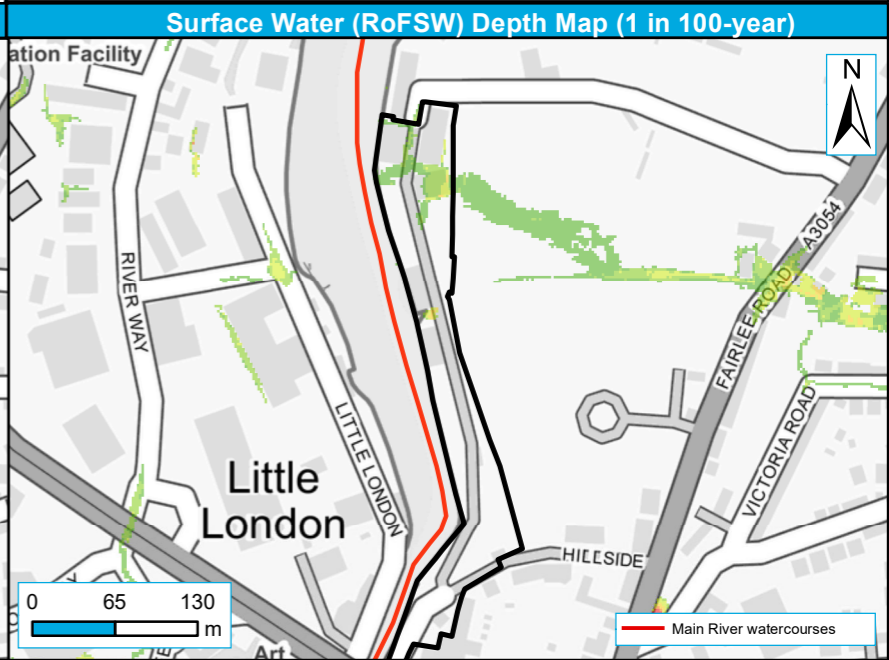 Surface Water (RoFSW) Depth Map (1 in 100-year)
ation Facility
N
A3054
RIVER WAY
FAIRLEE ROAD
LITTLE LONDON
VICTORIA ROAD
Little
London
HILLSIDE
0 65 130
m
Main River watercourses
Art